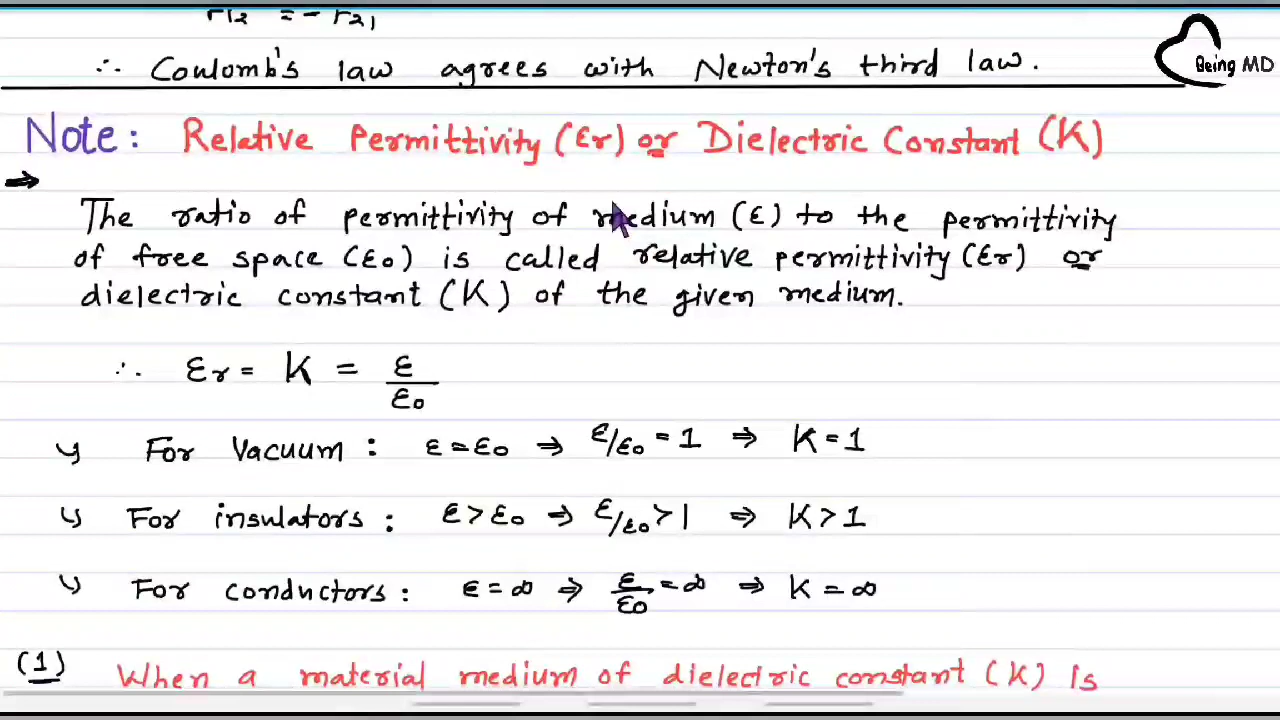 r12 = - r21
∴ Coulomb's law agrees with Newton's third law.
Being MD
Note: Relative Permittivity (εr) or Dielectric Constant (K)
The ratio of permittivity of medium (ε) to the permittivity
of free space (ε0) is called relative permittivity (εr) or
dielectric constant (K) of the given medium.
∴ εr = K = ε/ε0
For Vacuum : ε = ε0 ⇒ ε/ε0 = 1 ⇒ K = 1
For insulators : ε > ε0 ⇒ ε/ε0 > 1 ⇒ K > 1
For conductors : ε = ∞ ⇒ ε/ε0 = ∞ ⇒ K = ∞
(1) When a material medium of dielectric constant (K) is